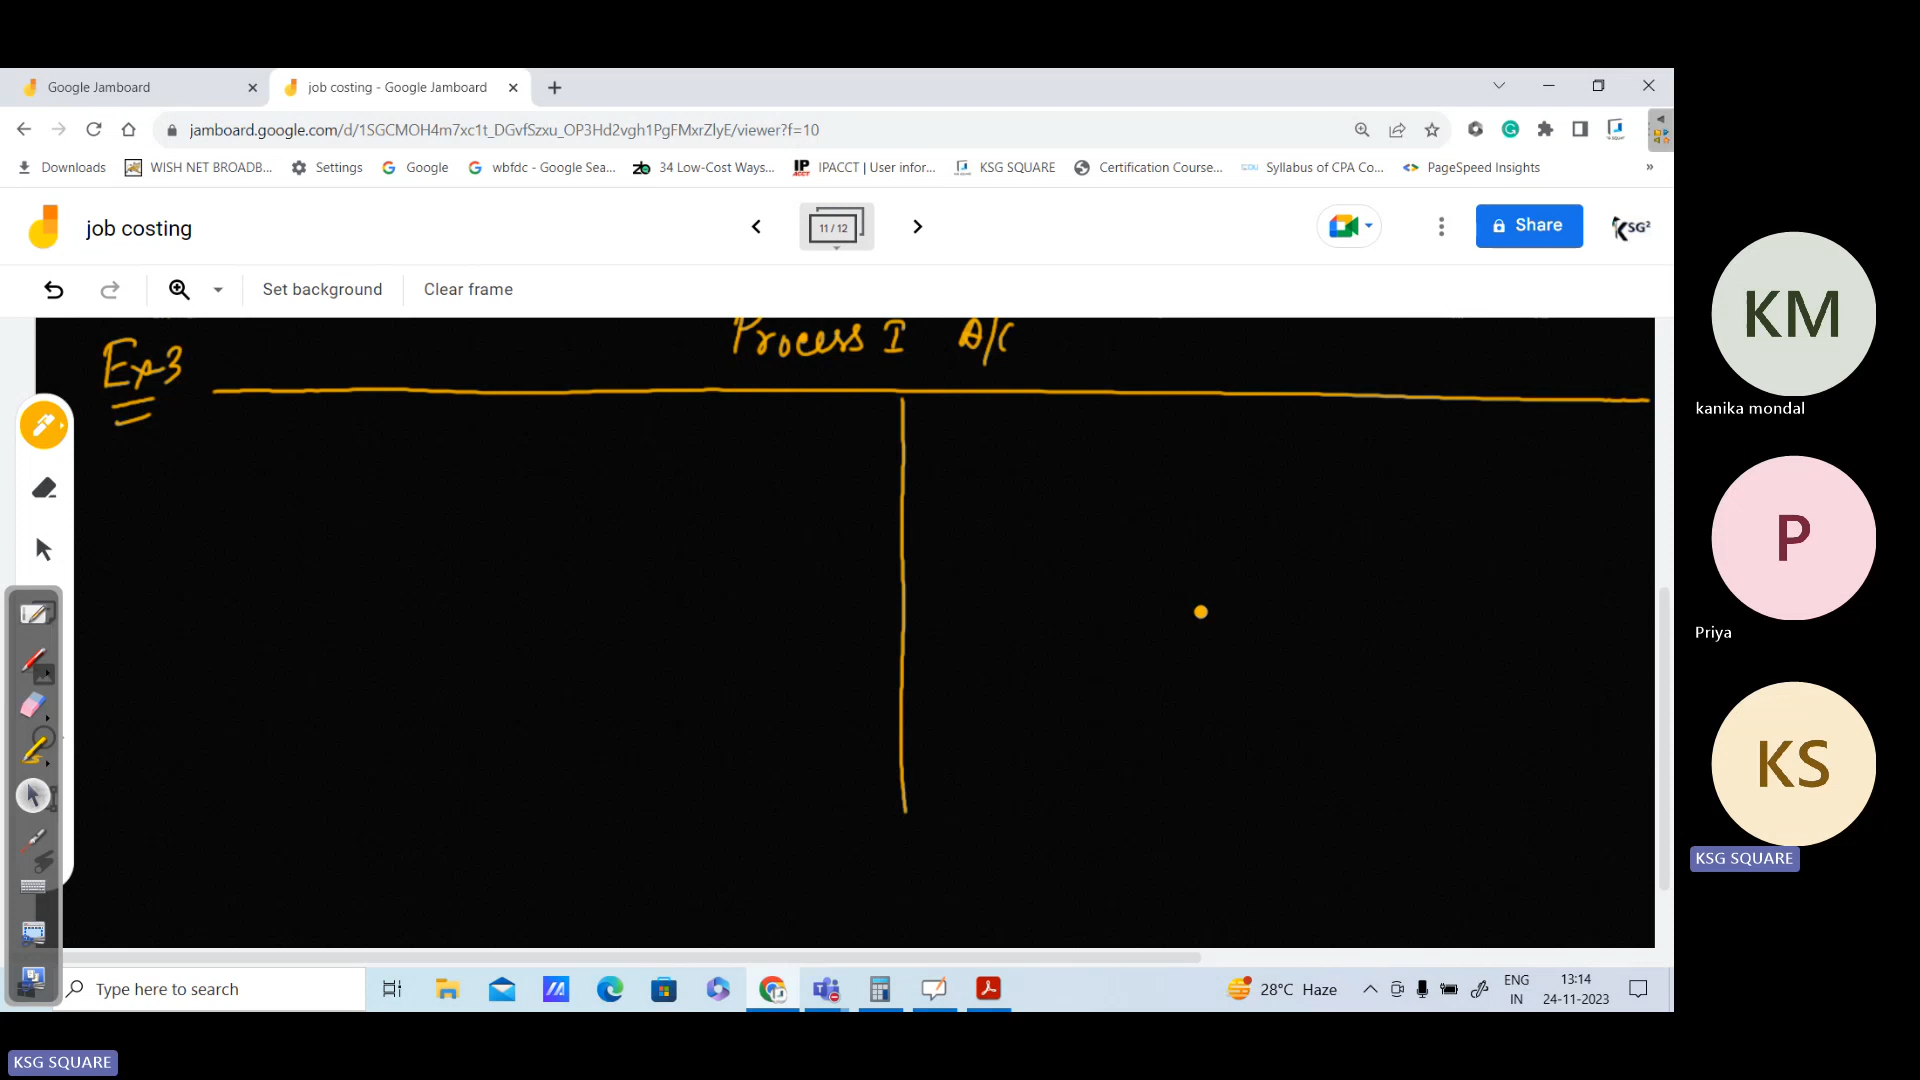 Google Jamboard
job costing - Google Jamboard
jamboard.google.com/d/1SGCMOH4m7xc1t_DGvfSzxu_OP3Hd2vgh1PgFMxrZlyE/viewer?f=10
Downloads WISH NET BROADB... Settings Google wbfdc - Google Sea... 34 Low-Cost Ways... IPACCT | User infor... KSG SQUARE Certification Course... Syllabus of CPA Co... PageSpeed Insights »
job costing
11 / 12
Share
KSG²
Set background
Clear frame
Process I A/C
Ex-3
KM
kanika mondal
P
Priya
KS
KSG SQUARE
Type here to search
28°C Haze
ENG
IN
13:14
24-11-2023
KSG SQUARE